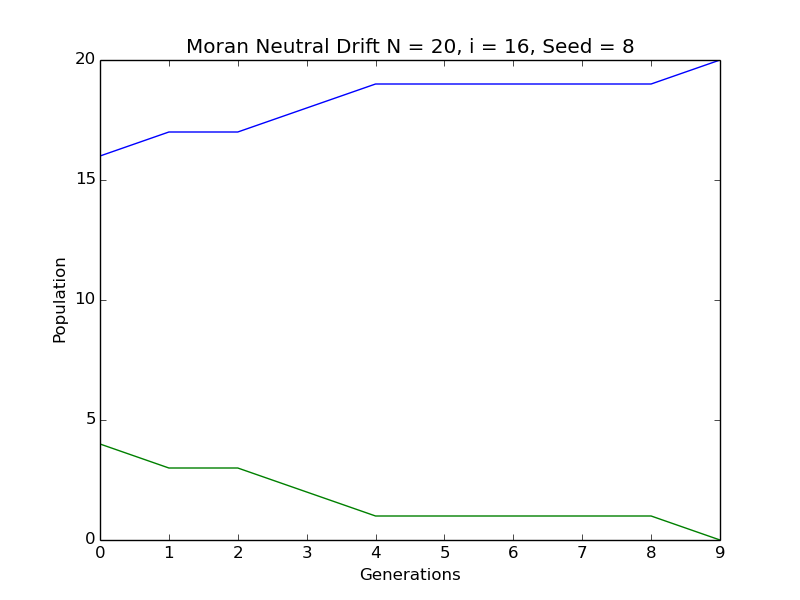 Moran Neutral Drift N = 20, i = 16, Seed = 8
20
15
10
5
0
Population
0 1 2 3 4 5 6 7 8 9
Generations